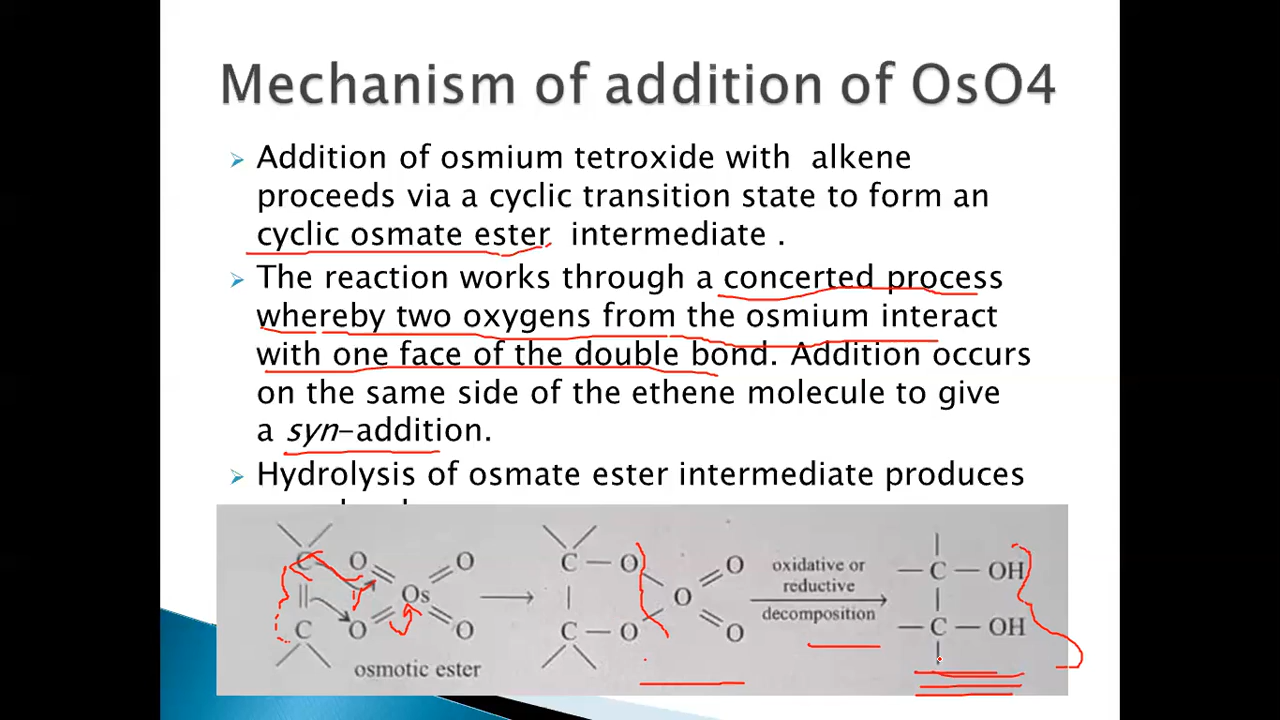 Mechanism of addition of OsO4
Addition of osmium tetroxide with alkene
proceeds via a cyclic transition state to form an
cyclic osmate ester intermediate .
The reaction works through a concerted process
whereby two oxygens from the osmium interact
with one face of the double bond. Addition occurs
on the same side of the ethene molecule to give
a syn-addition.
Hydrolysis of osmate ester intermediate produces
C O O
Os
C O O
osmotic ester
C — O O
O
C — O O
oxidative or
reductive
decomposition
— C — OH
— C — OH